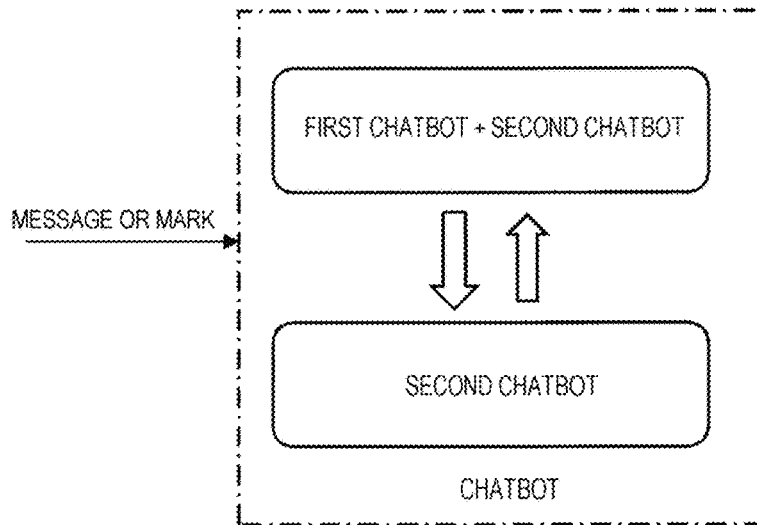 FIRST CHATBOT + SECOND CHATBOT
MESSAGE OR MARK
SECOND CHATBOT
CHATBOT